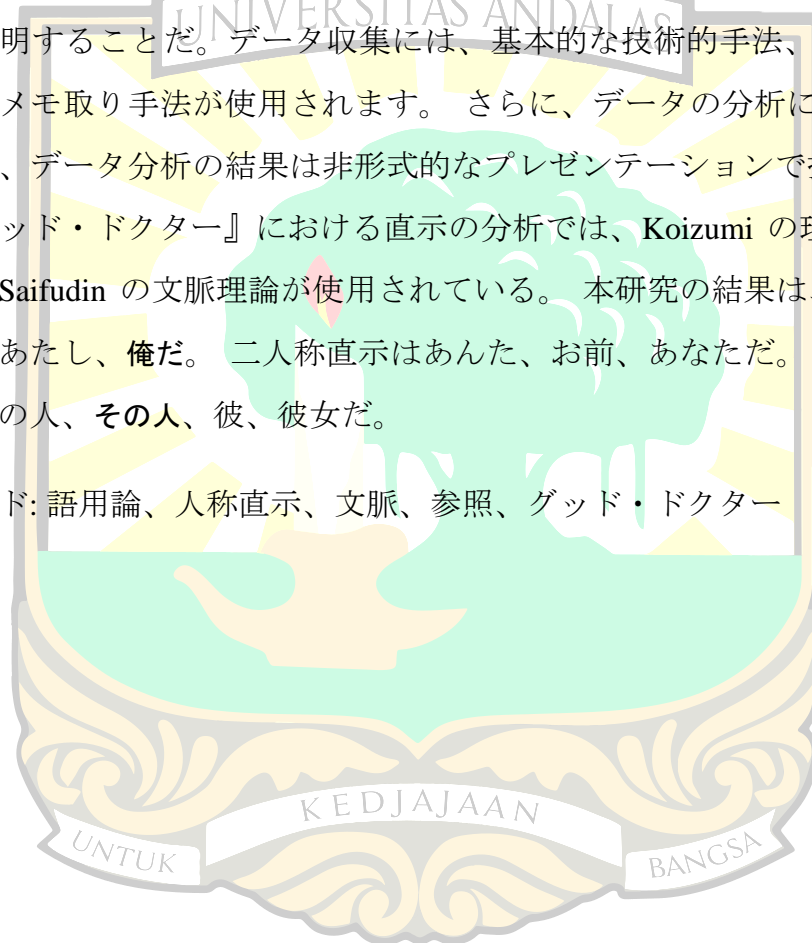 UNIVERSITAS ANDALAS
明することだ。データ収集には、基本的な技術的手法、
メモ取り手法が使用されます。 さらに、データの分析に
、データ分析の結果は非形式的なプレゼンテーションで
ッド・ドクター』における直示の分析では、Koizumi の
Saifudin の文脈理論が使用されている。 本研究の結果は
あたし、俺だ。 二人称直示はあんた、お前、あなただ。
の人、その人、彼、彼女だ。
ド: 語用論、人称直示、文脈、参照、グッド・ドクター
KEDJAJAAN
UNTUK
BANGSA